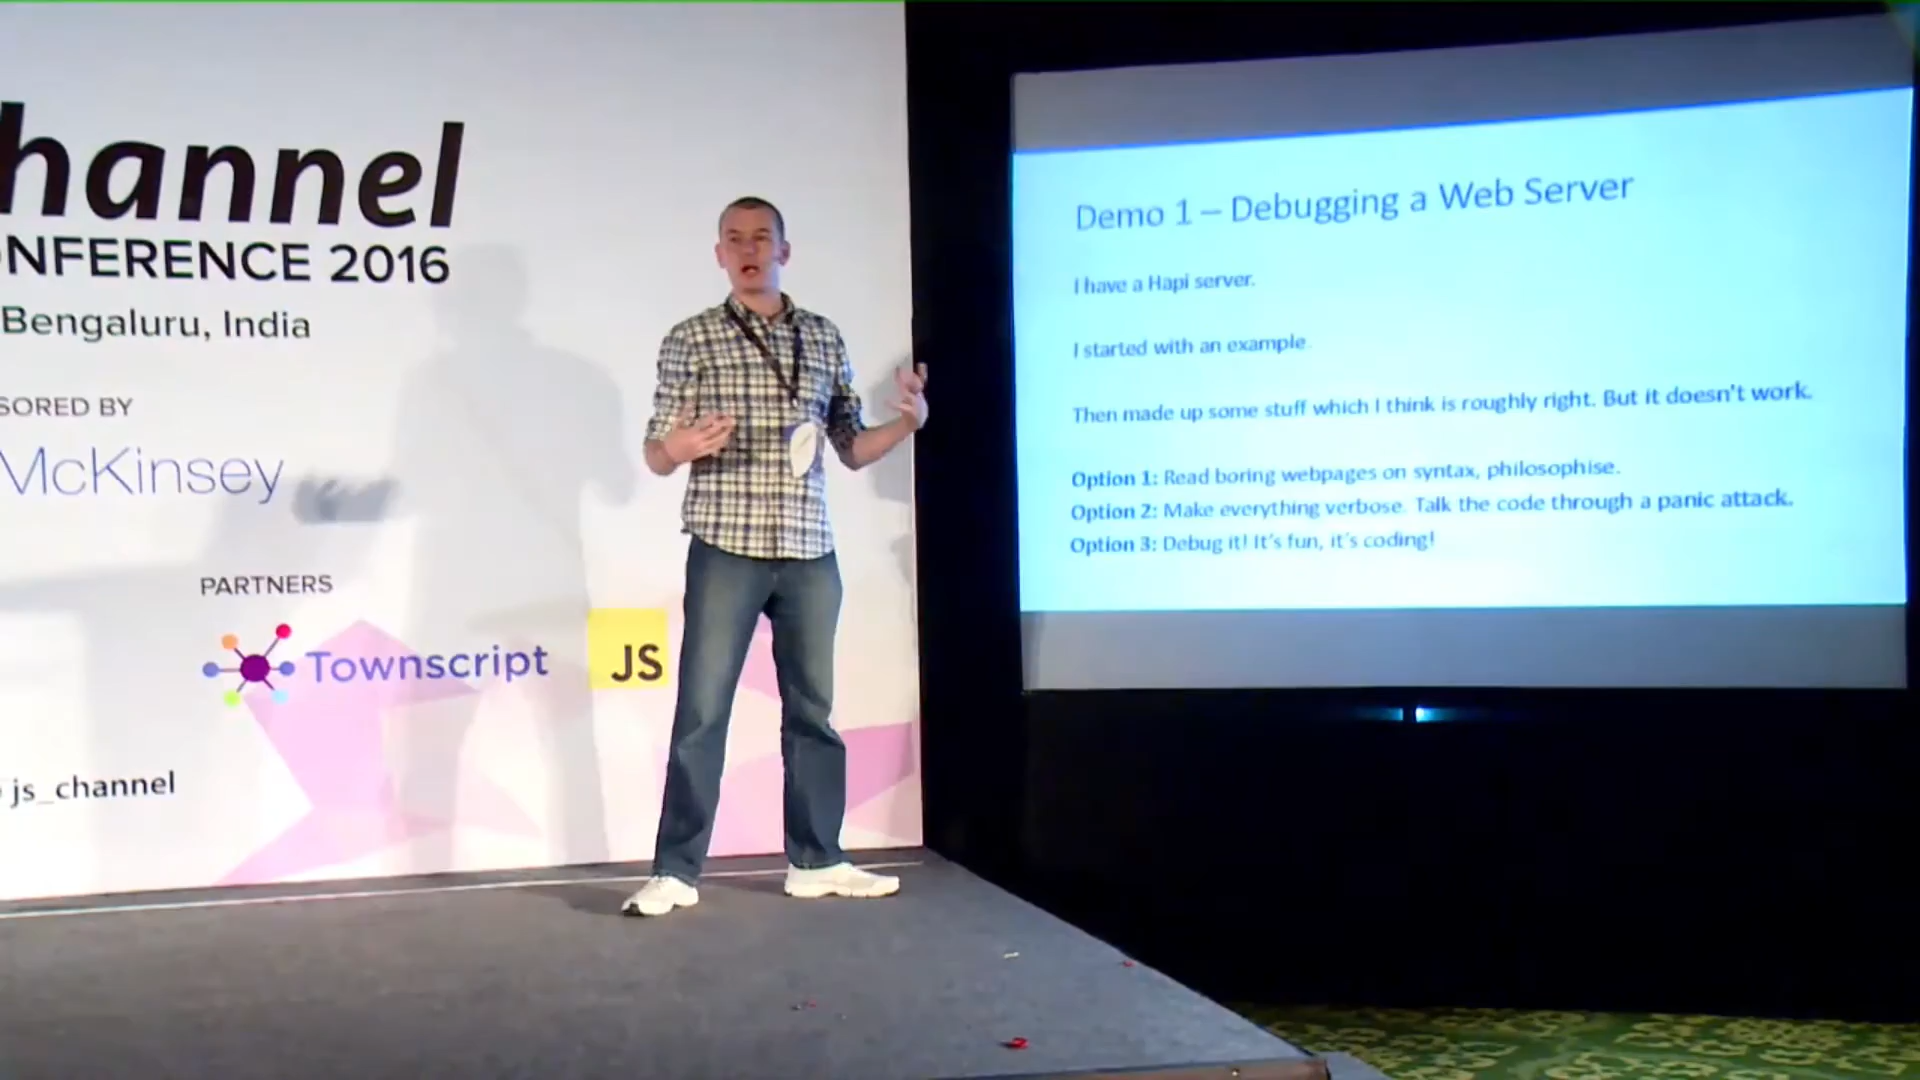 hannel
ONFERENCE 2016
Bengaluru, India
SORED BY
McKinsey
PARTNERS
Townscript
JS
js_channel
Demo 1 – Debugging a Web Server
I have a Hapi server.
I started with an example.
Then made up some stuff which I think is roughly right. But it doesn't work.
Option 1: Read boring webpages on syntax, philosophise.
Option 2: Make everything verbose. Talk the code through a panic attack.
Option 3: Debug it! It's fun, it's coding!